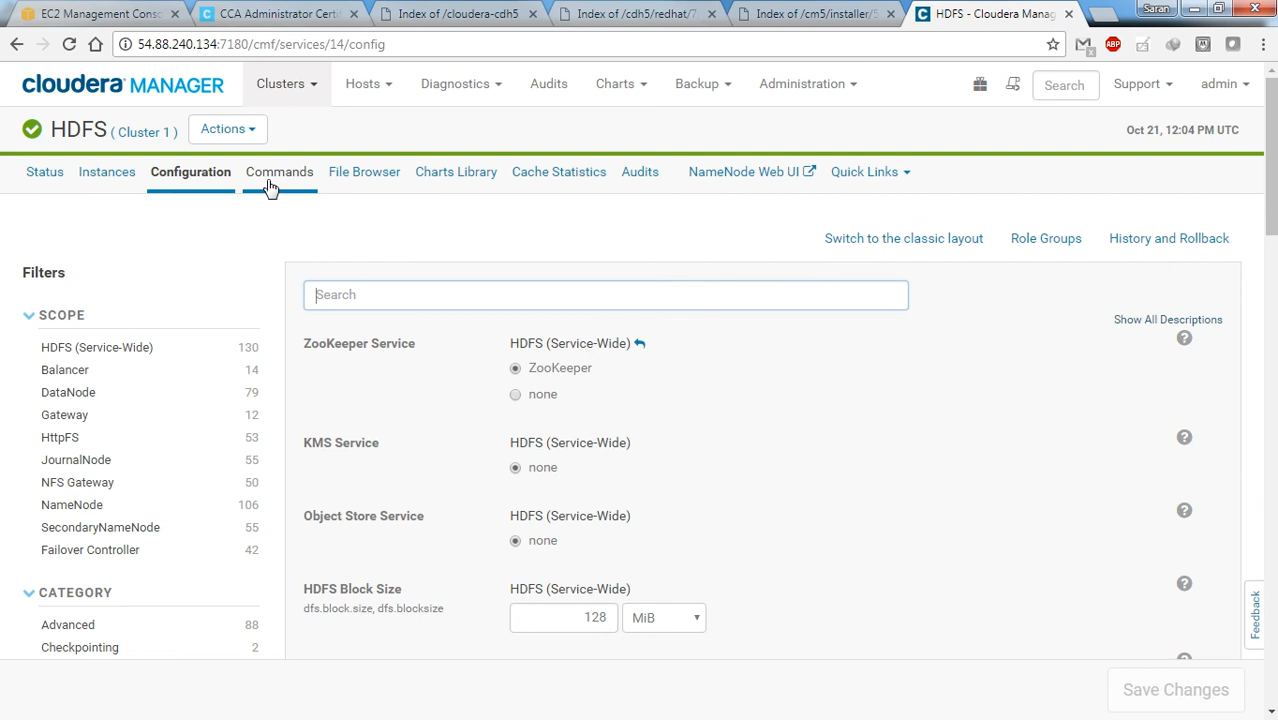 EC2 Management Consc
CCA Administrator Certif
Index of /cloudera-cdh5
Index of /cdh5/redhat/7
Index of /cm5/installer/5
HDFS - Cloudera Manag
Saran
54.88.240.134:7180/cmf/services/14/config
ABP
cloudera MANAGER
Clusters
Hosts
Diagnostics
Audits
Charts
Backup
Administration
Search
Support
admin
HDFS ( Cluster 1 )
Actions
Oct 21, 12:04 PM UTC
Status
Instances
Configuration
Commands
File Browser
Charts Library
Cache Statistics
Audits
NameNode Web UI
Quick Links
Switch to the classic layout
Role Groups
History and Rollback
Filters
SCOPE
HDFS (Service-Wide) 130
Balancer 14
DataNode 79
Gateway 12
HttpFS 53
JournalNode 55
NFS Gateway 50
NameNode 106
SecondaryNameNode 55
Failover Controller 42
CATEGORY
Advanced 88
Checkpointing 2
Search
Show All Descriptions
ZooKeeper Service
HDFS (Service-Wide)
ZooKeeper
none
KMS Service
HDFS (Service-Wide)
none
Object Store Service
HDFS (Service-Wide)
none
HDFS Block Size
dfs.block.size, dfs.blocksize
HDFS (Service-Wide)
128 MiB
Feedback
Save Changes